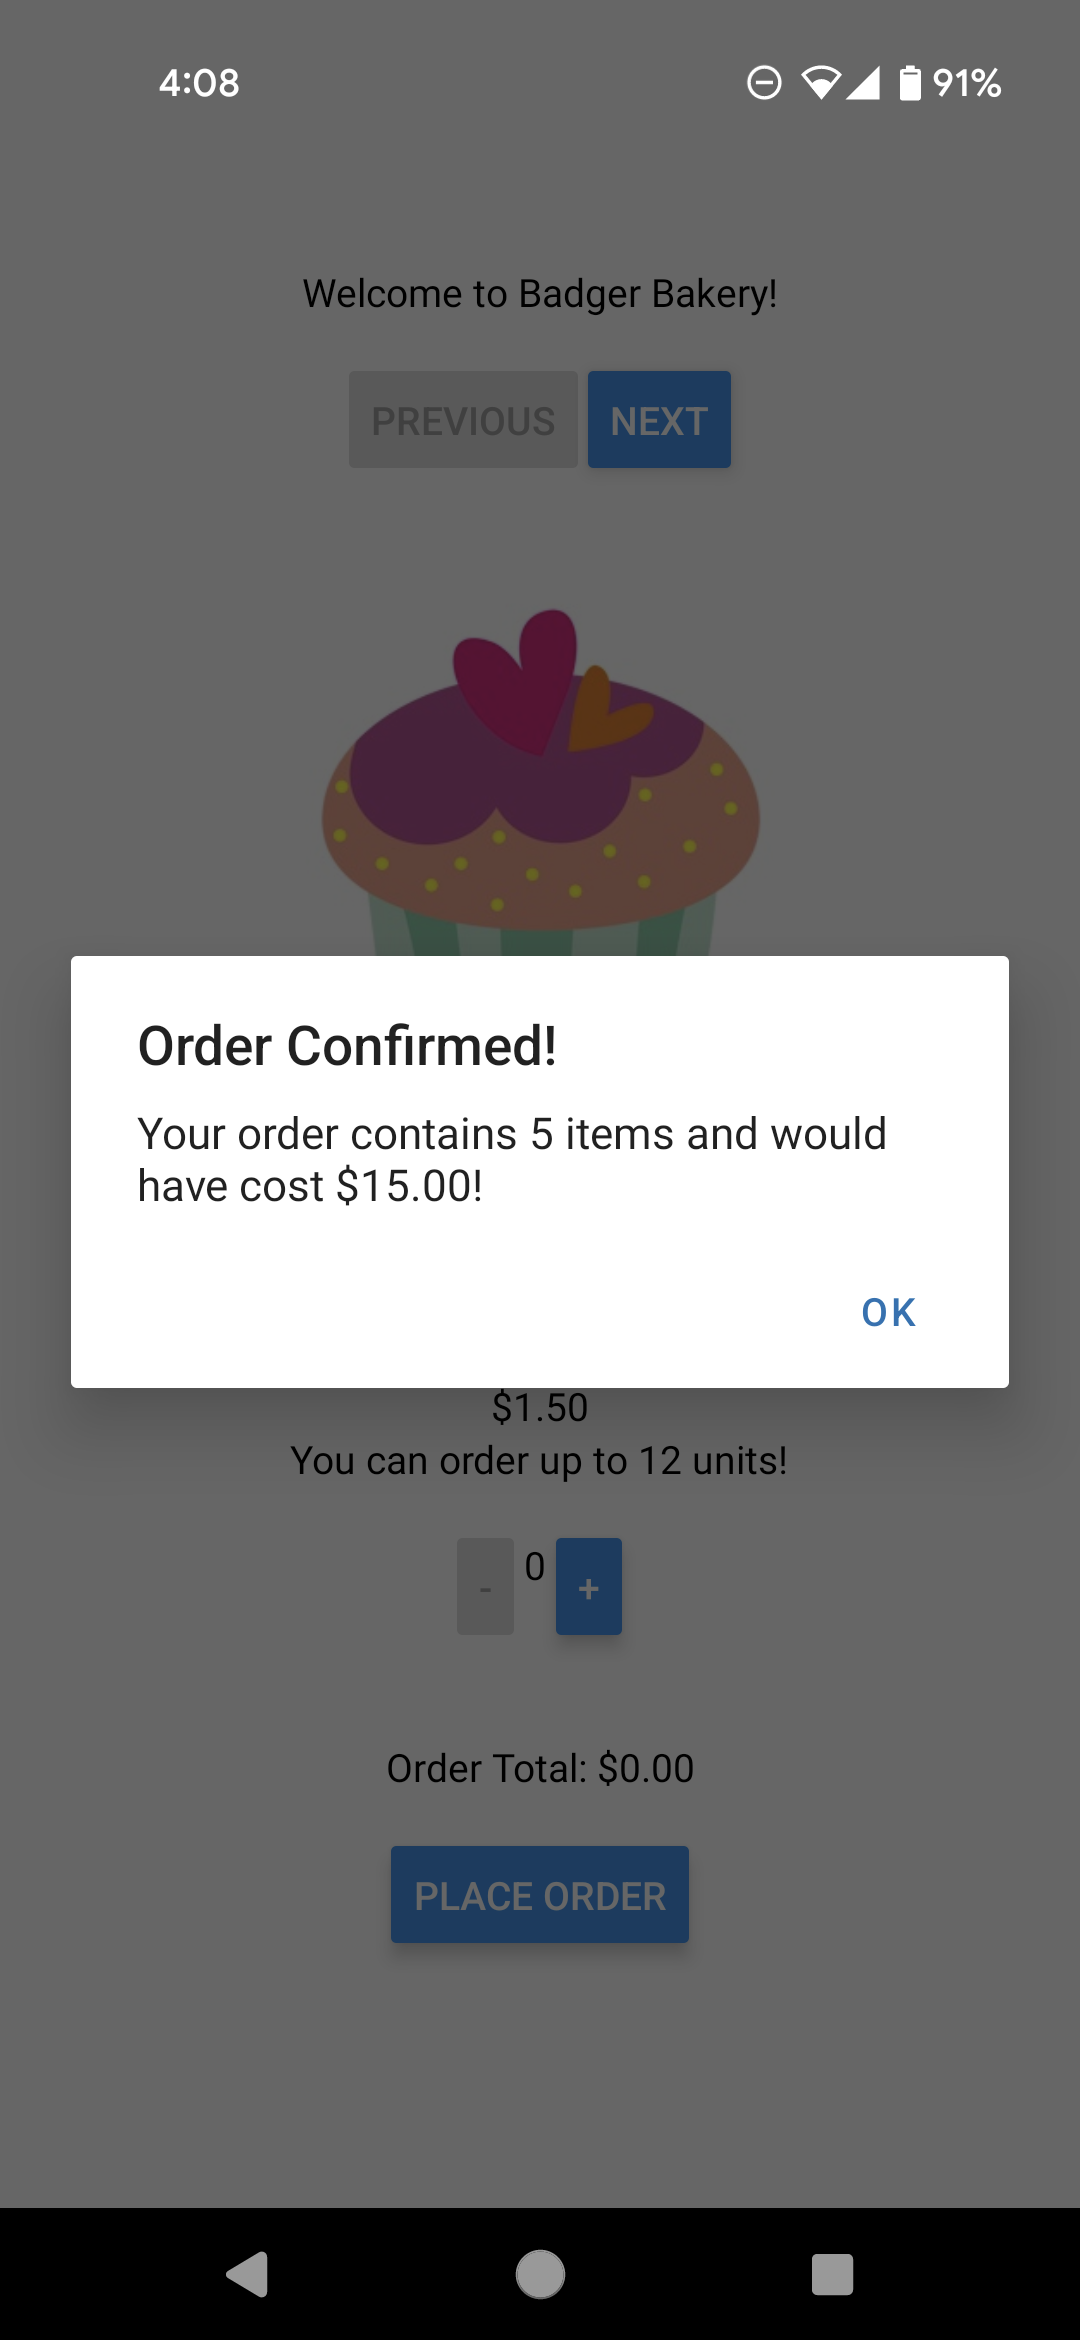 4:08 91%
Welcome to Badger Bakery!
PREVIOUS NEXT
Order Confirmed!
Your order contains 5 items and would
have cost $15.00!
OK
$1.50
You can order up to 12 units!
- 0 +
Order Total: $0.00
PLACE ORDER